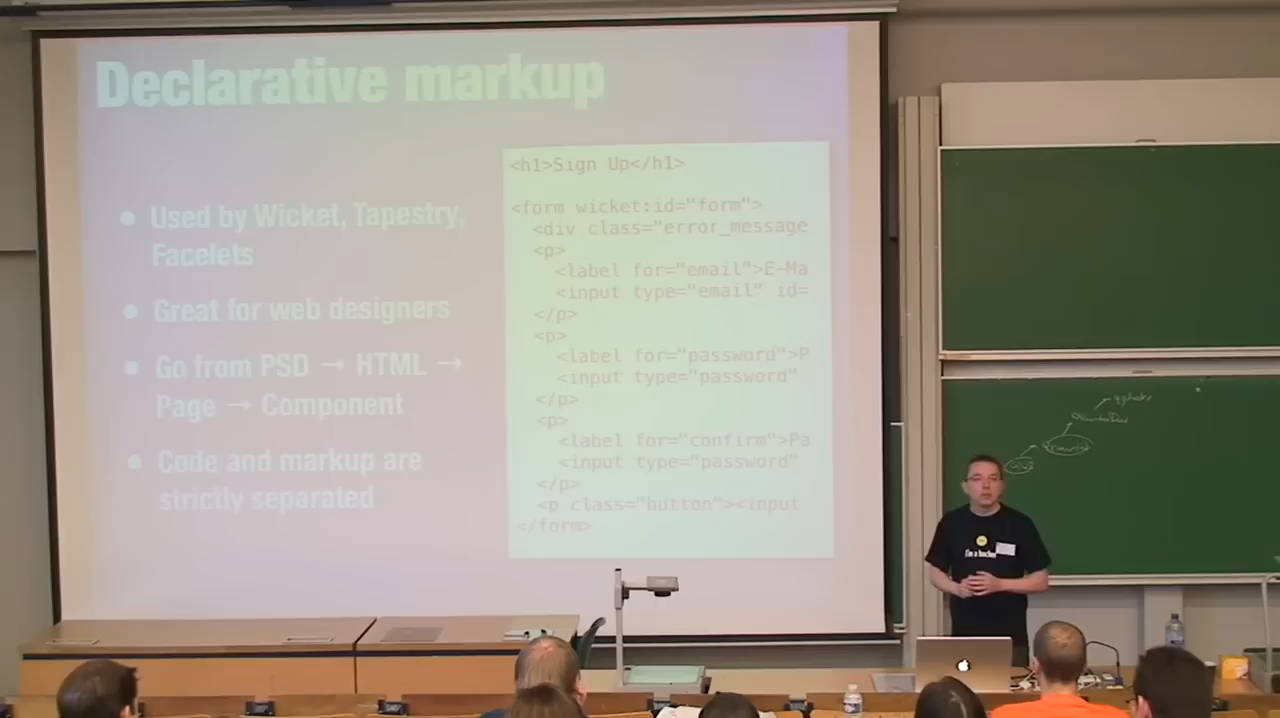 Declarative markup
• Used by Wicket, Tapestry,
Facelets
• Great for web designers
• Go from PSD → HTML →
Page → Component
• Code and markup are
strictly separated
<h1>Sign Up</h1>
<form wicket:id="form">
<div class="error_message
<p>
<label for="email">E-Ma
<input type="email" id=
</p>
<p>
<label for="password">P
<input type="password"
</p>
<p>
<label for="confirm">Pa
<input type="password"
</p>
<p class="button"><input
</form>
I'm a hacker